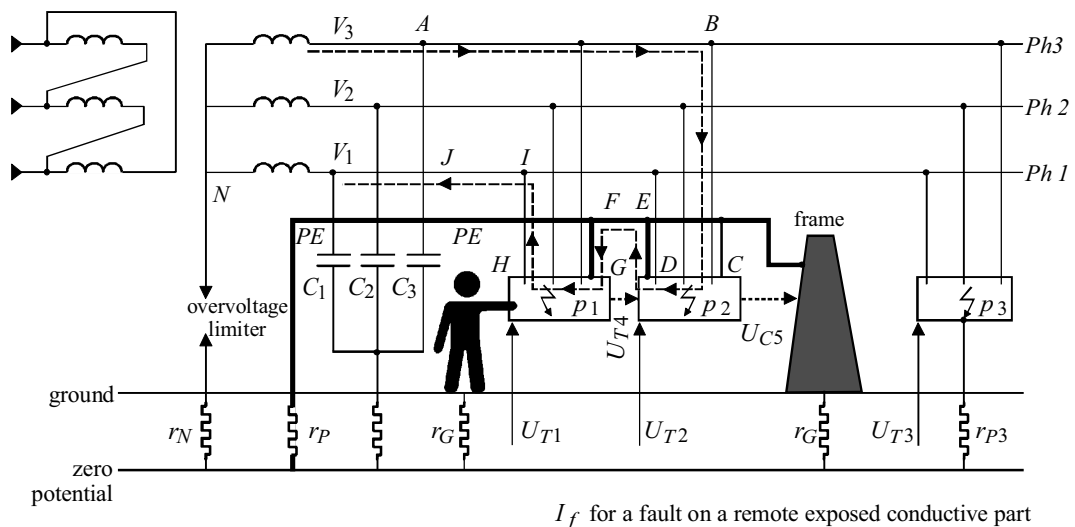 V3 A B Ph3
V2 Ph 2
V1 J I Ph 1
N F E frame
PE PE
C1 C2 C3 H G D C
p1 p2 p3
overvoltage
limiter
UT4 UC5
ground
rN rP rG UT1 UT2 rG UT3 rP3
zero
potential
If for a fault on a remote exposed conductive part